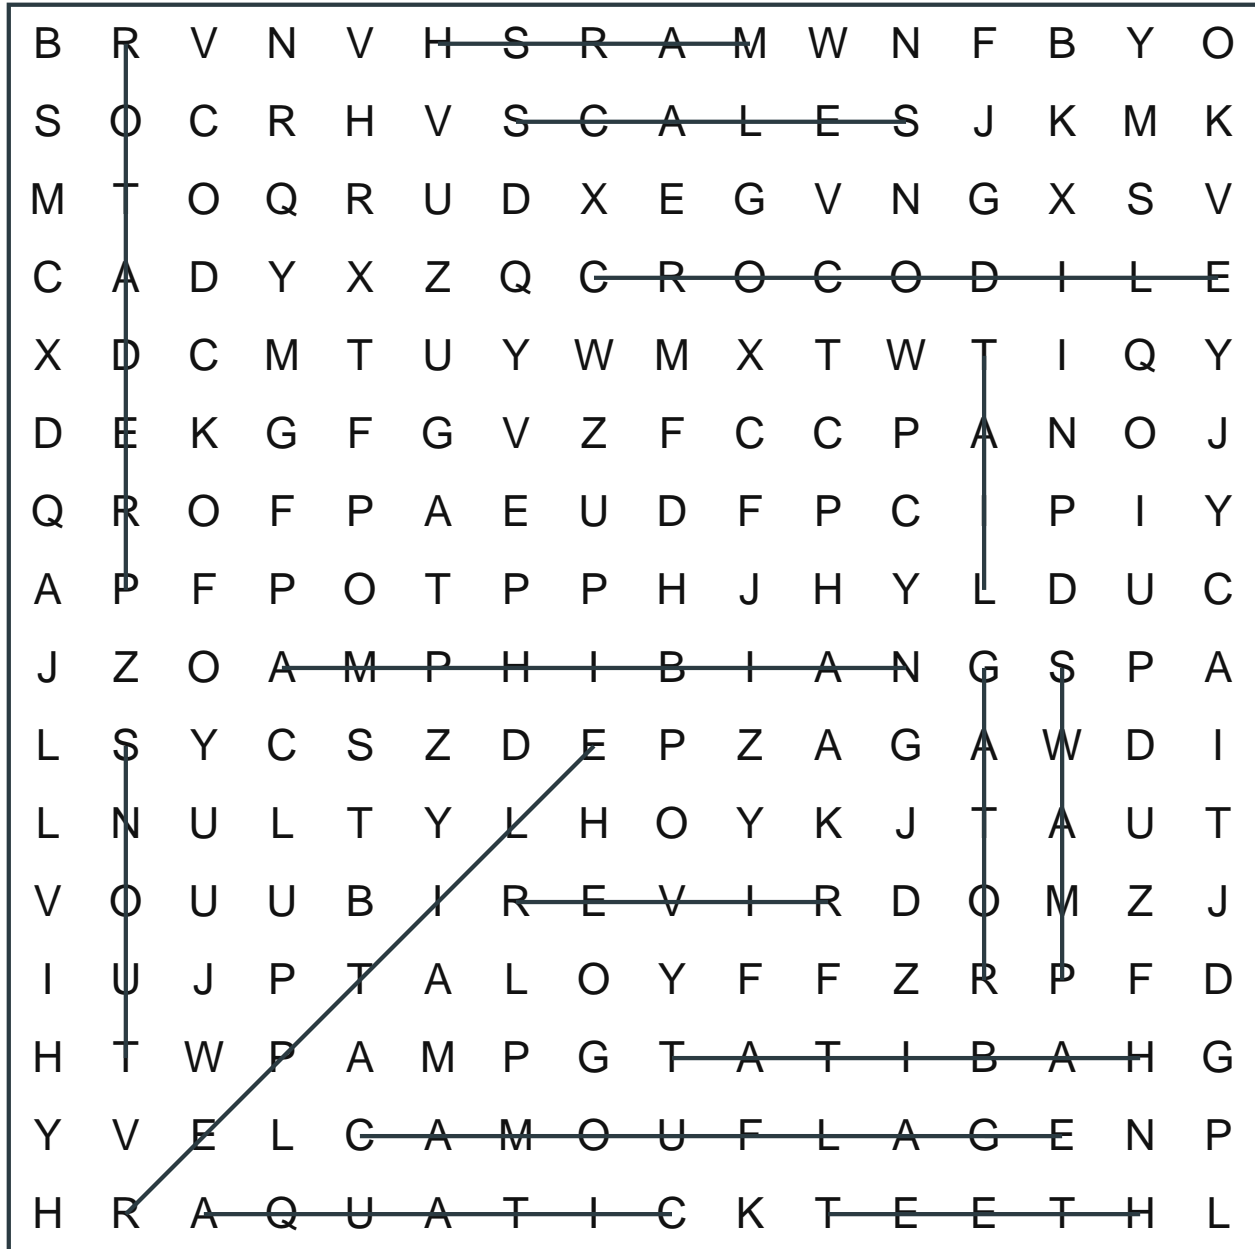 B R V N V H S R A M W N F B Y O
S O C R H V S C A L E S J K M K
M T O Q R U D X E G V N G X S V
C A D Y X Z Q C R O C O D I L E
X D C M T U Y W M X T W T I Q Y
D E K G F G V Z F C C P A N O J
Q R O F P A E U D F P C I P I Y
A P F P O T P P H J H Y L D U C
J Z O A M P H I B I A N G S P A
L S Y C S Z D E P Z A G A W D I
L N U L T Y L H O Y K J T A U T
V O U U B I R E V I R D O M Z J
I U J P T A L O Y F F Z R P F D
H T W P A M P G T A T I B A H G
Y V E L C A M O U F L A G E N P
H R A Q U A T I C K T E E T H L